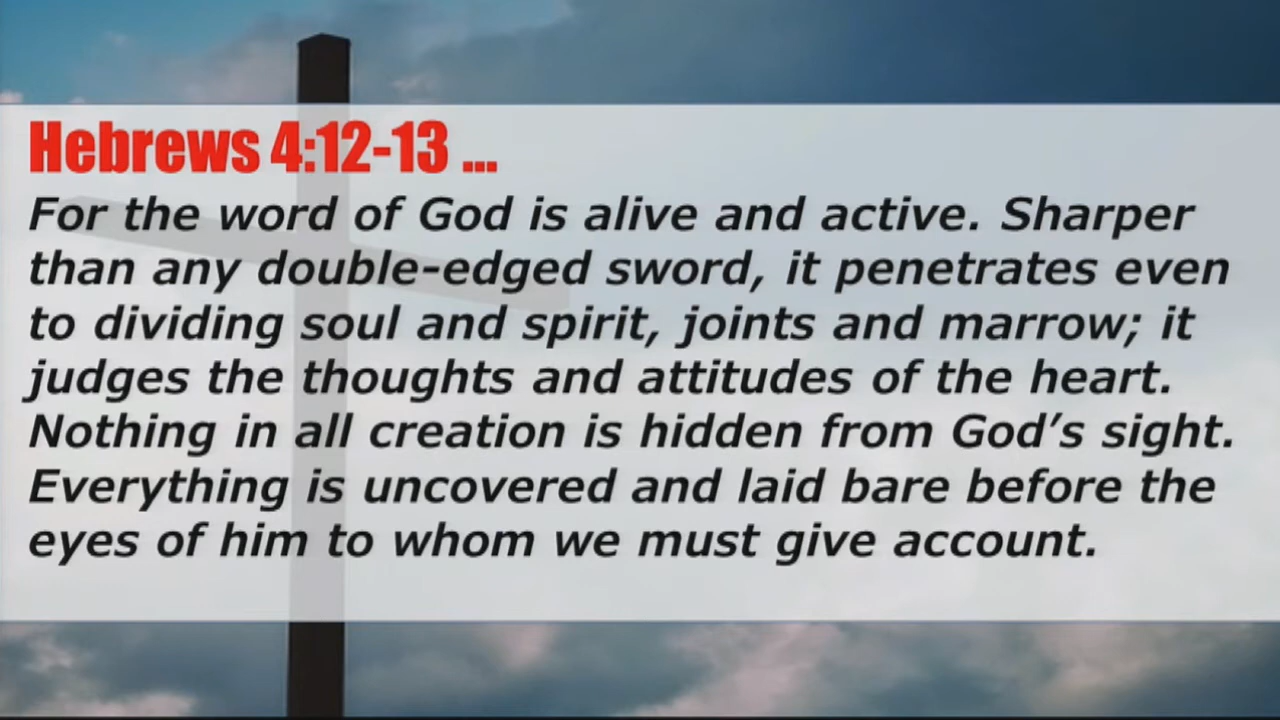 Hebrews 4:12-13 ...
For the word of God is alive and active. Sharper
than any double-edged sword, it penetrates even
to dividing soul and spirit, joints and marrow; it
judges the thoughts and attitudes of the heart.
Nothing in all creation is hidden from God’s sight.
Everything is uncovered and laid bare before the
eyes of him to whom we must give account.